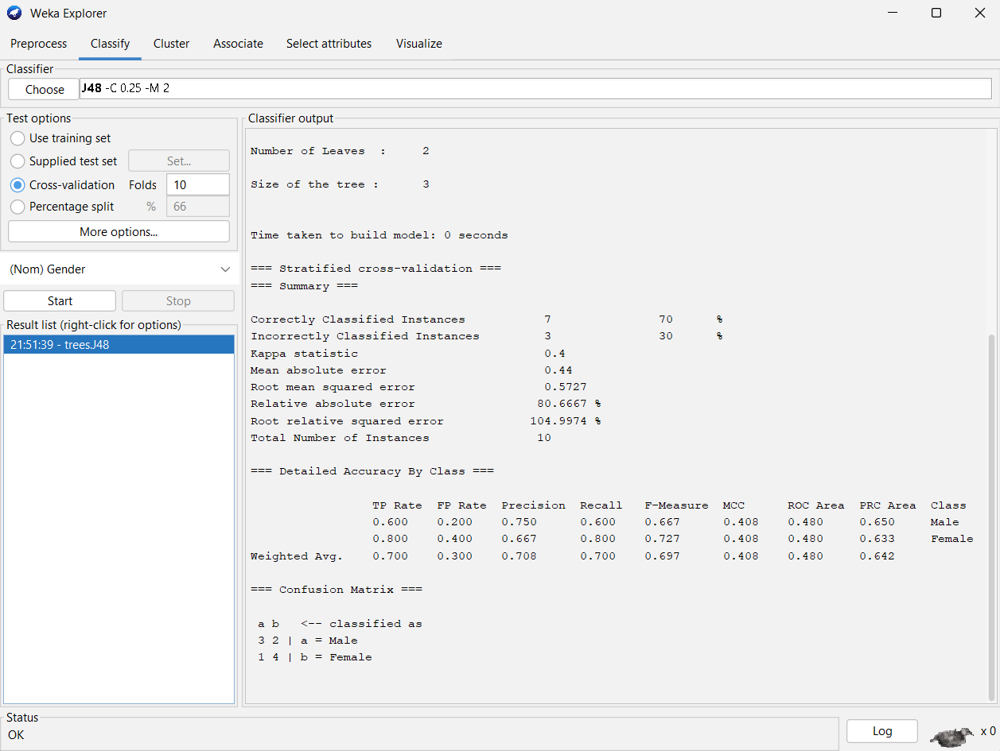 Weka Explorer
Preprocess Classify Cluster Associate Select attributes Visualize
Classifier
Choose J48 -C 0.25 -M 2
Test options
Use training set
Supplied test set Set...
Cross-validation Folds 10
Percentage split % 66
More options...
(Nom) Gender
Start Stop
Result list (right-click for options)
21:51:39 - trees.J48
Classifier output
Number of Leaves : 2
Size of the tree : 3
Time taken to build model: 0 seconds
=== Stratified cross-validation ===
=== Summary ===
Correctly Classified Instances 7 70 %
Incorrectly Classified Instances 3 30 %
Kappa statistic 0.4
Mean absolute error 0.44
Root mean squared error 0.5727
Relative absolute error 80.6667 %
Root relative squared error 104.9974 %
Total Number of Instances 10
=== Detailed Accuracy By Class ===
TP Rate FP Rate Precision Recall F-Measure MCC ROC Area PRC Area Class
0.600 0.200 0.750 0.600 0.667 0.408 0.480 0.650 Male
0.800 0.400 0.667 0.800 0.727 0.408 0.480 0.633 Female
Weighted Avg. 0.700 0.300 0.708 0.700 0.697 0.408 0.480 0.642
=== Confusion Matrix ===
a b <-- classified as
3 2 | a = Male
1 4 | b = Female
Status
OK
Log x 0